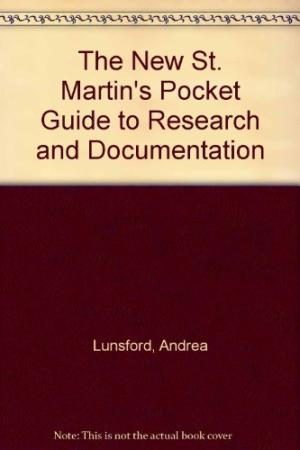 The New St.
Martin's Pocket
Guide to Research
and Documentation
Lunsford, Andrea
Note: This is not the actual book cover